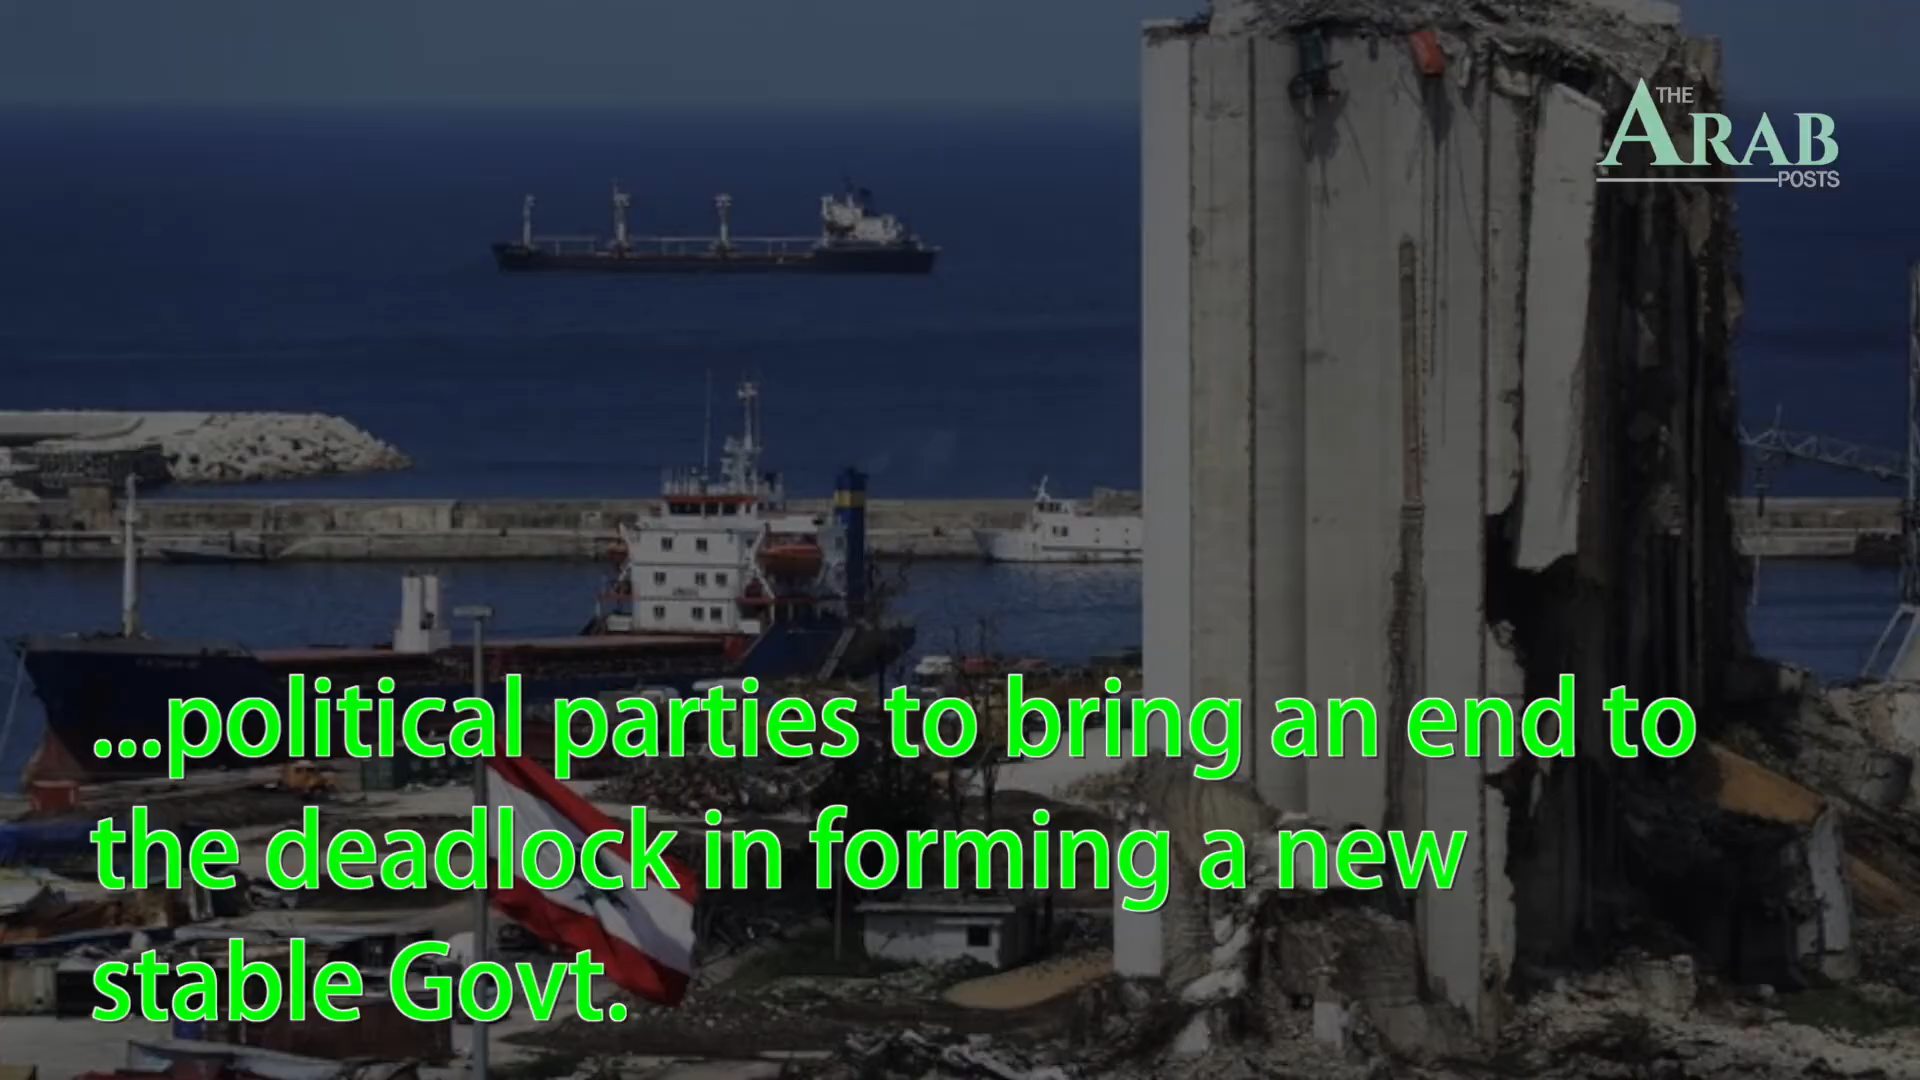 THE
ARAB
POSTS
...political parties to bring an end to
the deadlock in forming a new
stable Govt.